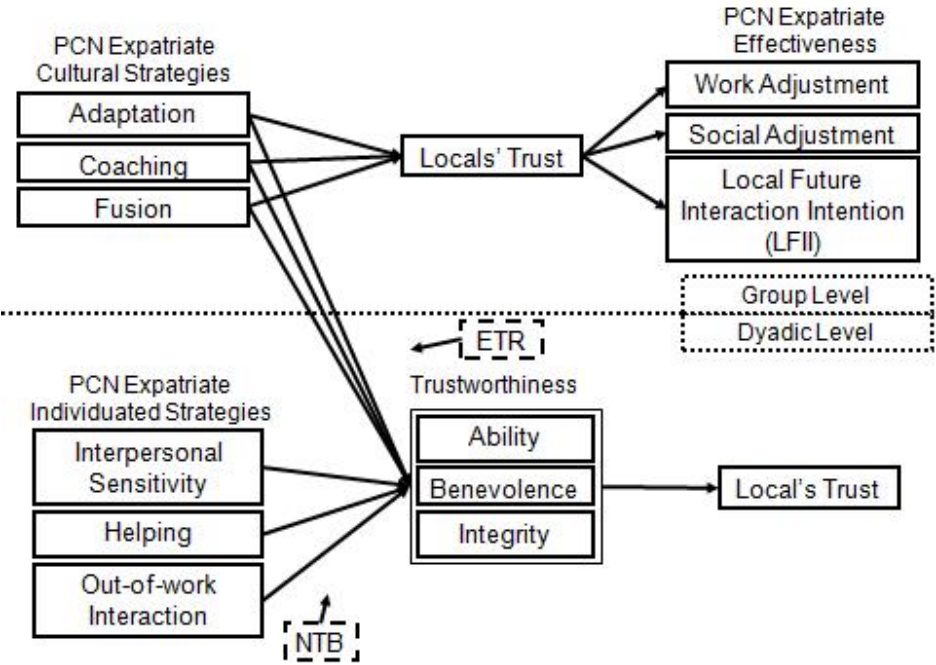 PCN Expatriate
Cultural Strategies
Adaptation
Coaching
Fusion
Locals' Trust
PCN Expatriate
Effectiveness
Work Adjustment
Social Adjustment
Local Future
Interaction Intention
(LFII)
Group Level
Dyadic Level
ETR
PCN Expatriate
Individuated Strategies
Interpersonal
Sensitivity
Helping
Out-of-work
Interaction
NTB
Trustworthiness
Ability
Benevolence
Integrity
Local's Trust